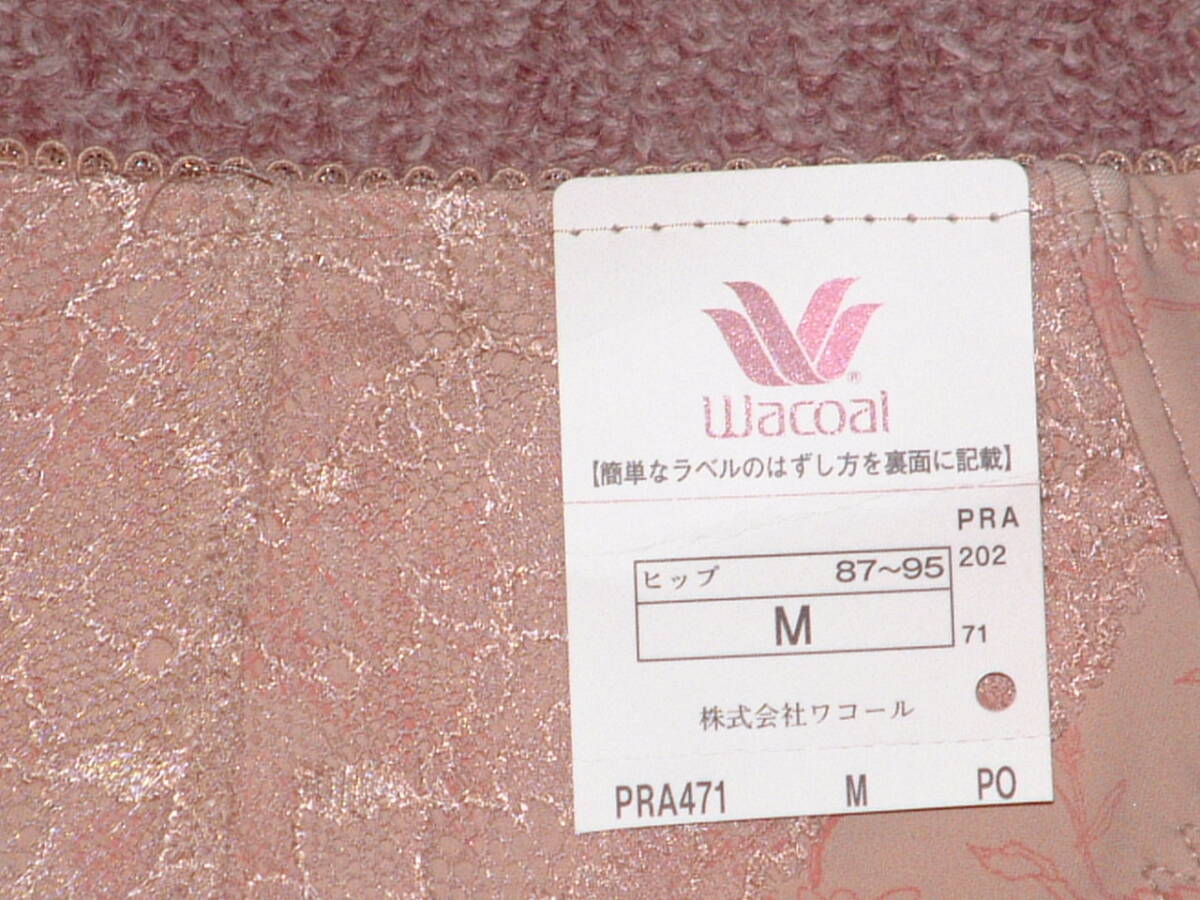 Wacoal®
【簡単なラベルのはずし方を裏面に記載】
PRA
ヒップ 87~95
202
M
71
株式会社ワコール
PRA471 M PO